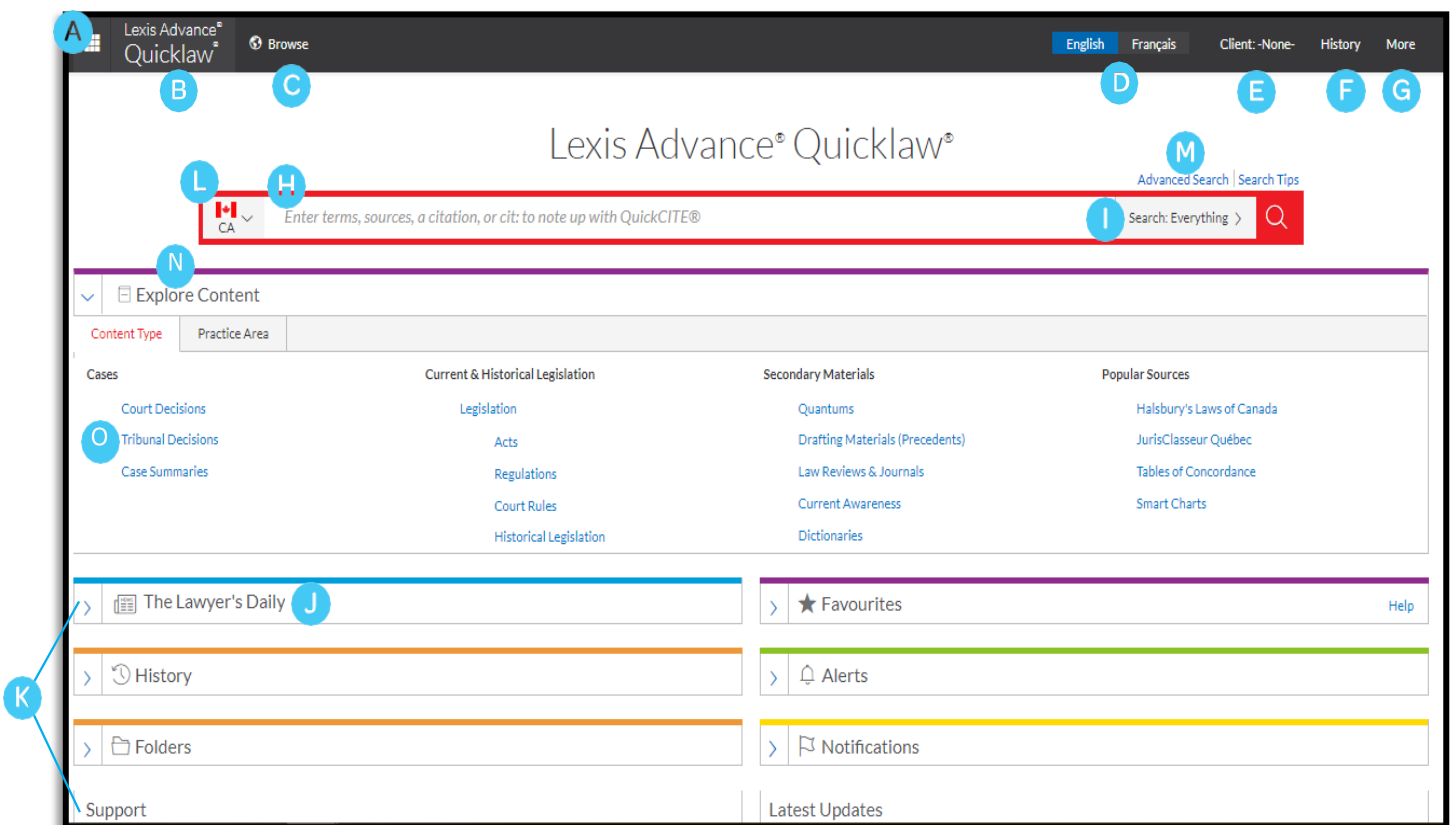 A
Lexis Advance®
Quicklaw®
Browse
English Français Client: -None- History More
B C D E F G
Lexis Advance® Quicklaw®
M
Advanced Search | Search Tips
L H
CA
Enter terms, sources, a citation, or cit: to note up with QuickCITE®
I
Search: Everything
N
Explore Content
Content Type Practice Area
Cases Current & Historical Legislation Secondary Materials Popular Sources
Court Decisions Legislation Quantums Halsbury's Laws of Canada
O Tribunal Decisions Acts Drafting Materials (Precedents) JurisClasseur Québec
Case Summaries Regulations Law Reviews & Journals Tables of Concordance
Court Rules Current Awareness Smart Charts
Historical Legislation Dictionaries
The Lawyer's Daily J Favourites Help
History Alerts
K
Folders Notifications
Support Latest Updates